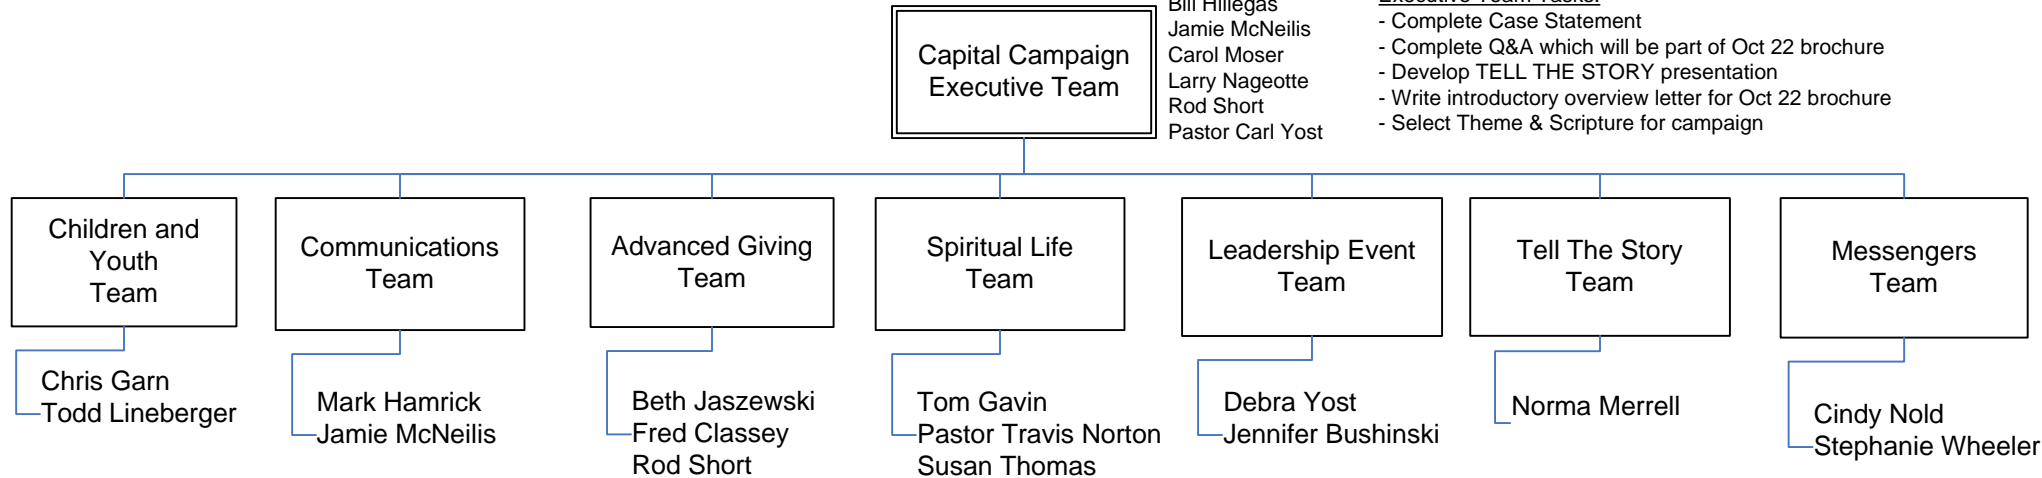 Bill Hillegas
Jamie McNeilis
Carol Moser
Larry Nageotte
Rod Short
Pastor Carl Yost
Executive Team Tasks:
- Complete Case Statement
- Complete Q&A which will be part of Oct 22 brochure
- Develop TELL THE STORY presentation
- Write introductory overview letter for Oct 22 brochure
- Select Theme & Scripture for campaign
Capital Campaign
Executive Team
Children and
Youth
Team
Chris Garn
Todd Lineberger
Communications
Team
Mark Hamrick
Jamie McNeilis
Advanced Giving
Team
Beth Jaszewski
Fred Classey
Rod Short
Spiritual Life
Team
Tom Gavin
Pastor Travis Norton
Susan Thomas
Leadership Event
Team
Debra Yost
Jennifer Bushinski
Tell The Story
Team
Norma Merrell
Messengers
Team
Cindy Nold
Stephanie Wheeler